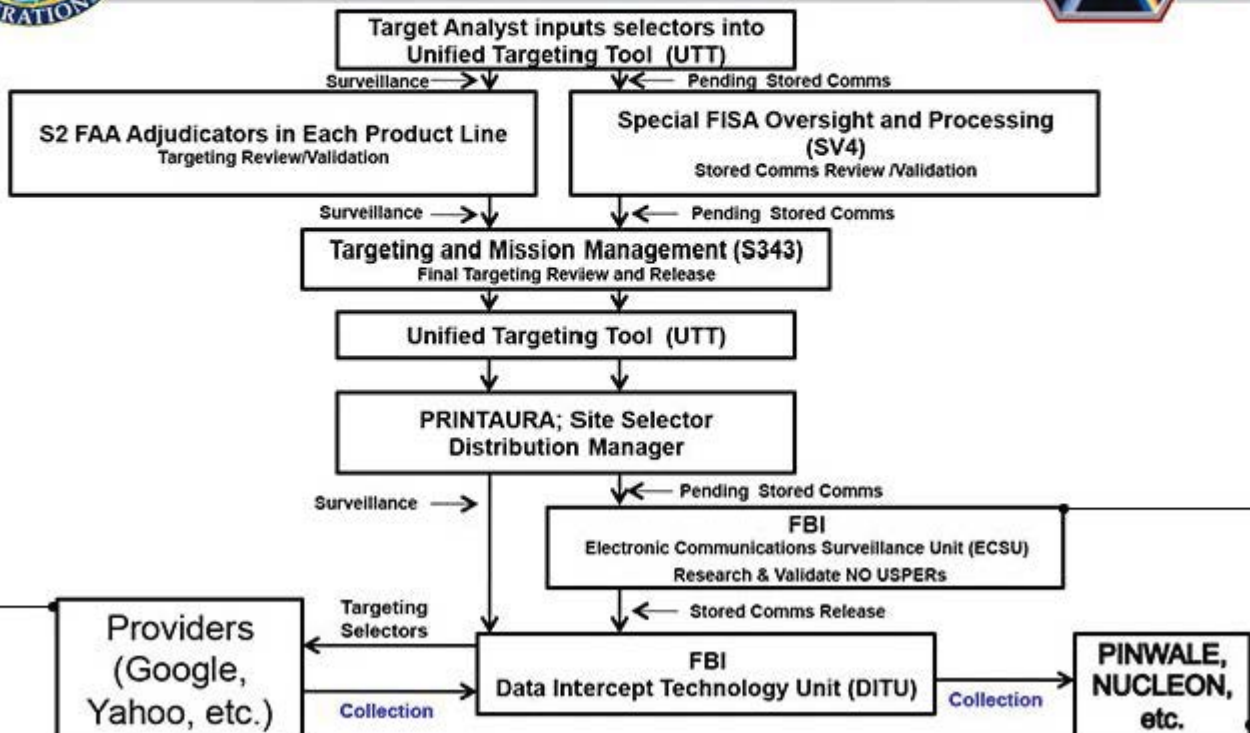 RATION
Target Analyst inputs selectors into
Unified Targeting Tool (UTT)
Surveillance
Pending Stored Comms
S2 FAA Adjudicators in Each Product Line
Targeting Review/Validation
Special FISA Oversight and Processing
(SV4)
Stored Comms Review /Validation
Surveillance
Pending Stored Comms
Targeting and Mission Management (S343)
Final Targeting Review and Release
Unified Targeting Tool (UTT)
PRINTAURA; Site Selector
Distribution Manager
Surveillance
Pending Stored Comms
FBI
Electronic Communications Surveillance Unit (ECSU)
Research & Validate NO USPERs
Stored Comms Release
Targeting
Selectors
Providers
(Google,
Yahoo, etc.)
Collection
FBI
Data Intercept Technology Unit (DITU)
Collection
PINWALE,
NUCLEON,
etc.